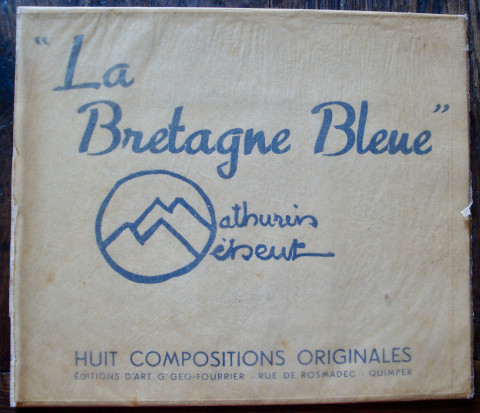 "La
Bretagne Bleue"
athurin
éheut
HUIT COMPOSITIONS ORIGINALES
ÉDITIONS D'ART G. GEO-FOURRIER - RUE DE ROSMADEC - QUIMPER